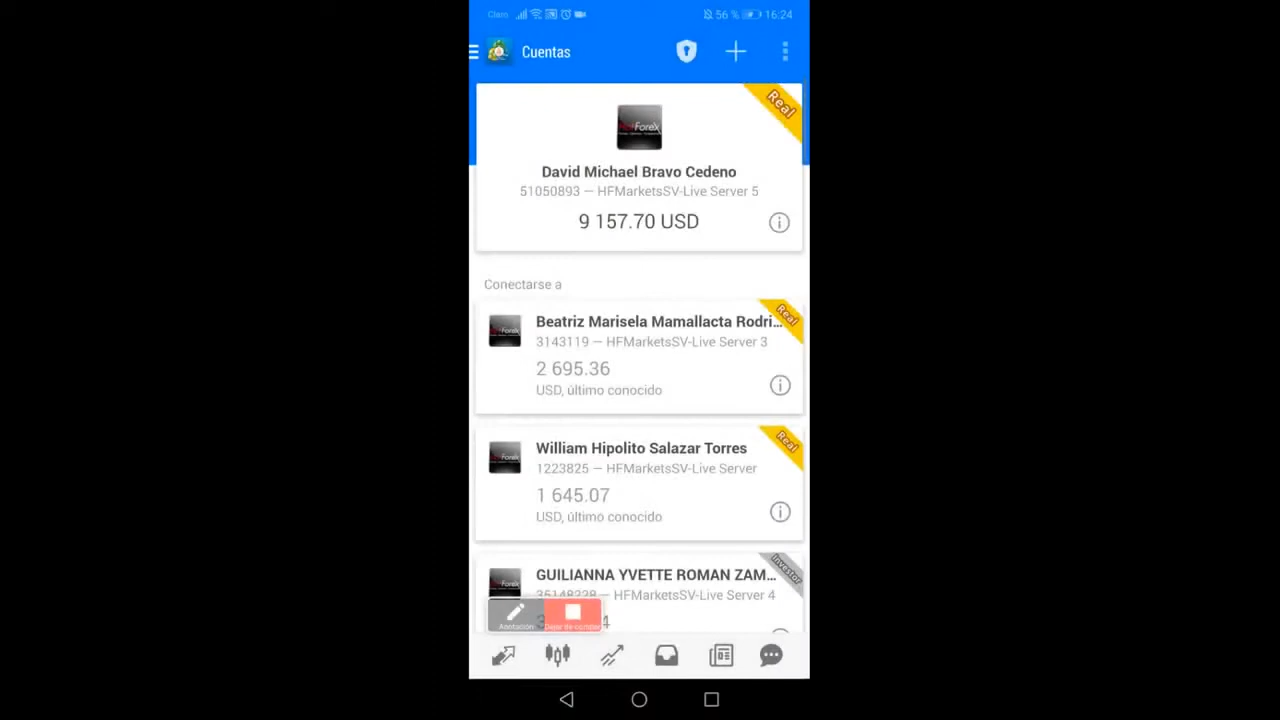 Claro 56 % 16:24
Cuentas
Real
HotForex
David Michael Bravo Cedeno
51050893 — HFMarketsSV-Live Server 5
9 157.70 USD
Conectarse a
Real
Beatriz Marisela Mamallacta Rodri...
3143119 — HFMarketsSV-Live Server 3
2 695.36
USD, último conocido
Real
William Hipolito Salazar Torres
1223825 — HFMarketsSV-Live Server
1 645.07
USD, último conocido
Investor
GUILIANNA YVETTE ROMAN ZAM...
35148228 — HFMarketsSV-Live Server 4
Anotación